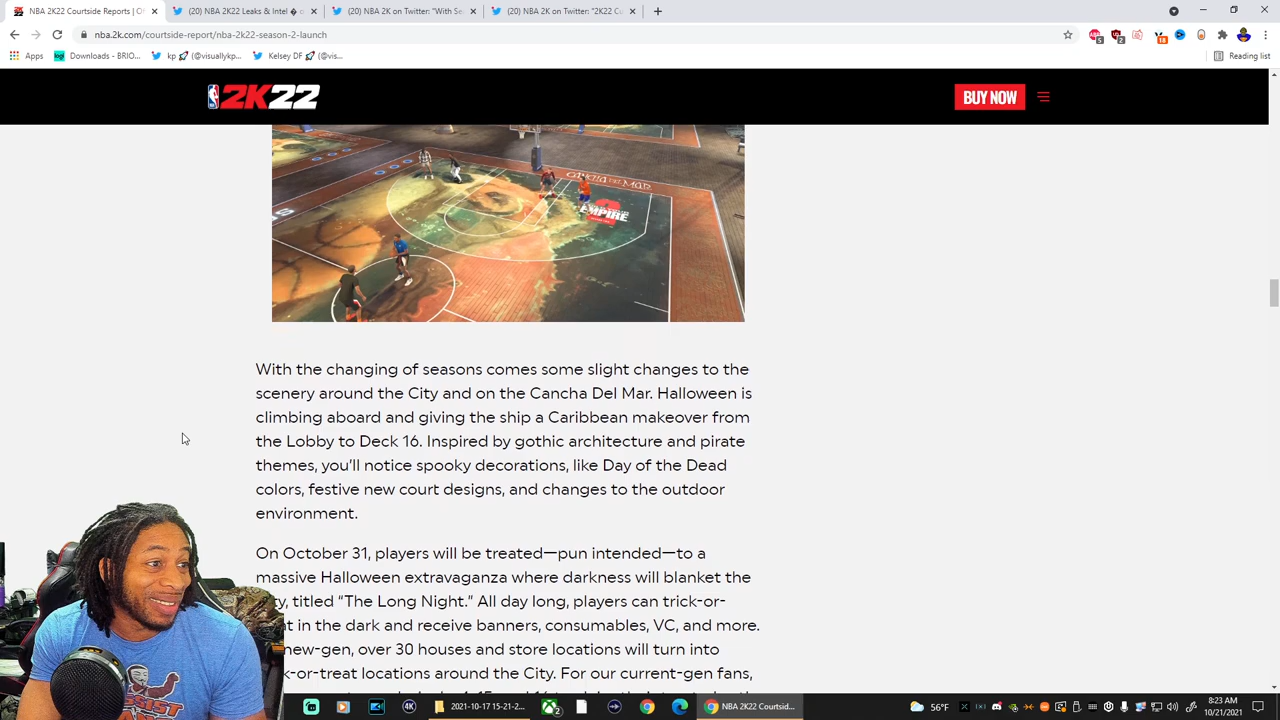 NBA 2K22 Courtside Reports | Of
(20) NBA 2K22 Leaks & Intel
(20) NBA 2K on Twitter: "With Se
(20) NBA 2K on Twitter: "2K22 Cu
nba.2k.com/courtside-report/nba-2k22-season-2-launch
Apps
Downloads - BRIO...
kp (@visuallykp...
Kelsey DF (@vis...
Reading list
2K22
BUY NOW
EMPIRE
With the changing of seasons comes some slight changes to the
scenery around the City and on the Cancha Del Mar. Halloween is
climbing aboard and giving the ship a Caribbean makeover from
the Lobby to Deck 16. Inspired by gothic architecture and pirate
themes, you'll notice spooky decorations, like Day of the Dead
colors, festive new court designs, and changes to the outdoor
environment.
On October 31, players will be treated—pun intended—to a
massive Halloween extravaganza where darkness will blanket the
titled “The Long Night.” All day long, players can trick-or-
in the dark and receive banners, consumables, VC, and more.
new-gen, over 30 houses and store locations will turn into
locations around the City. For our current-gen fans,
2021-10-17 15-21-2...
NBA 2K22 Courtsid...
56°F
8:23 AM
10/21/2021